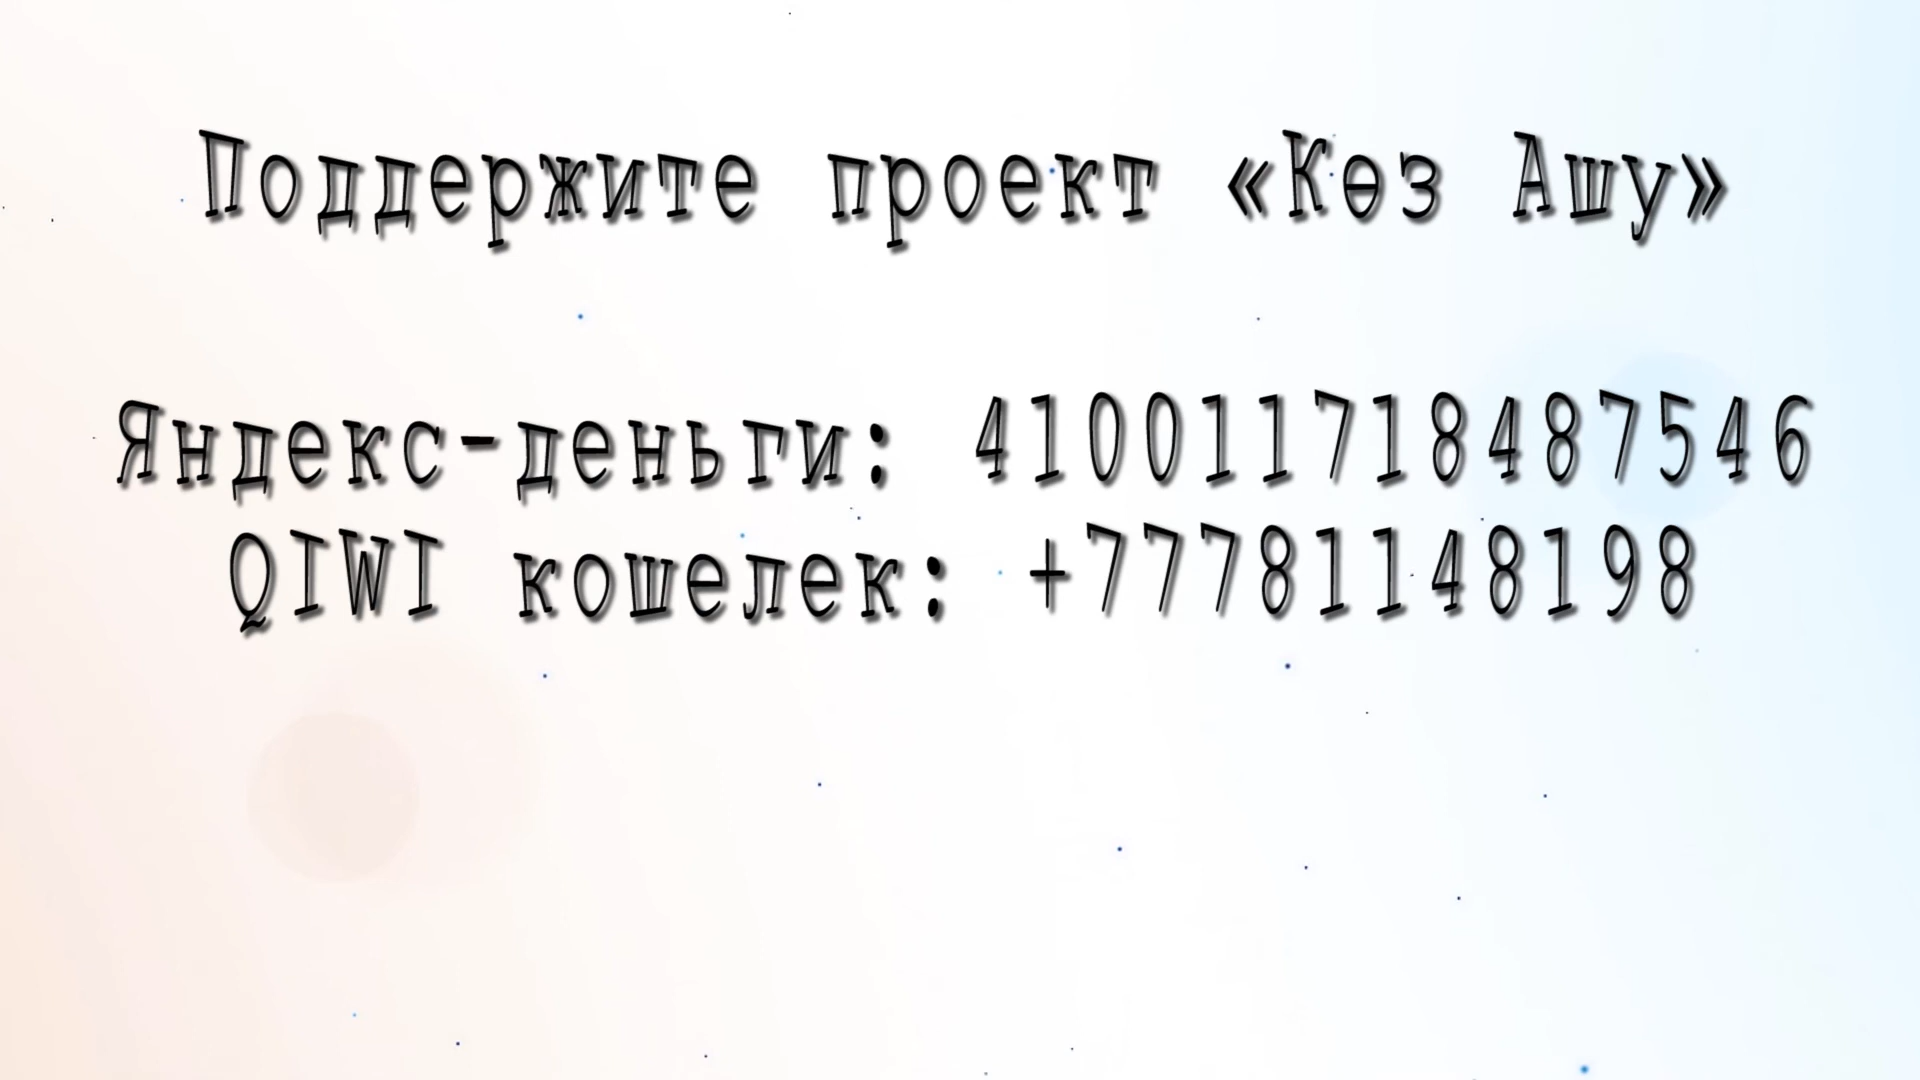 Поддержите проект «Көз Ашу»
Яндекс-деньги: 410011718487546
QIWI кошелек: +77781148198